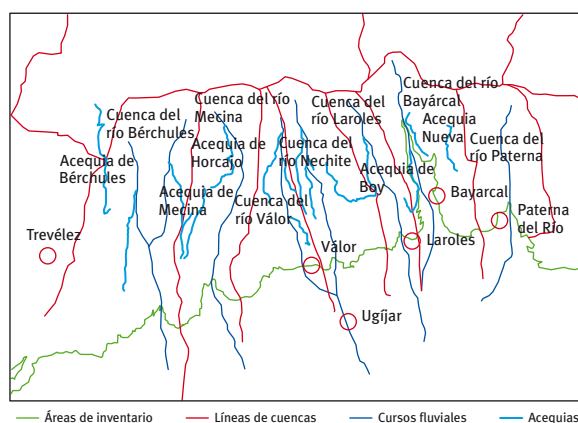 Cuenca del
río Bérchules
Cuenca del río
Mecina
Cuenca del
río Laroles
Cuenca del río
Bayárcal
Acequia
Nueva
Cuenca del
río Paterna
Acequia de
Bérchules
Acequia de
Horcajo
Cuenca del
río Nechite
Acequia de
Mecina
Acequia de
Boy
Cuenca del
río Válor
Bayarcal
Paterna
del Río
Trevélez
Válor
Laroles
Ugíjar
Áreas de inventario
Líneas de cuencas
Cursos fluviales
Acequias